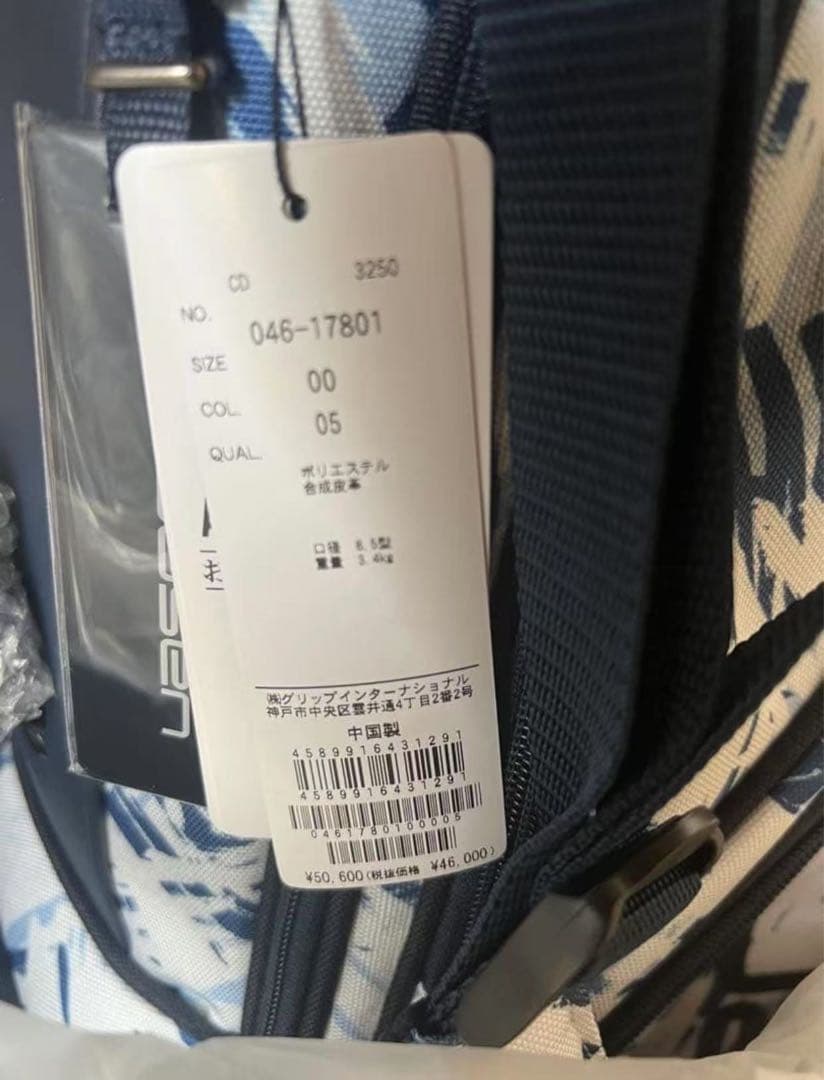 CD 3250
NO. 046-17801
SIZE 00
COL. 05
QUAL.
ポリエステル
合成皮革
口径 8.5型
重量 3.4kg
㈱グリップインターナショナル
神戸市中央区雲井通4丁目2番2号
中国製
4589916431291
4589916431291
0461780100005
¥50,600(税抜価格 ¥46,000)